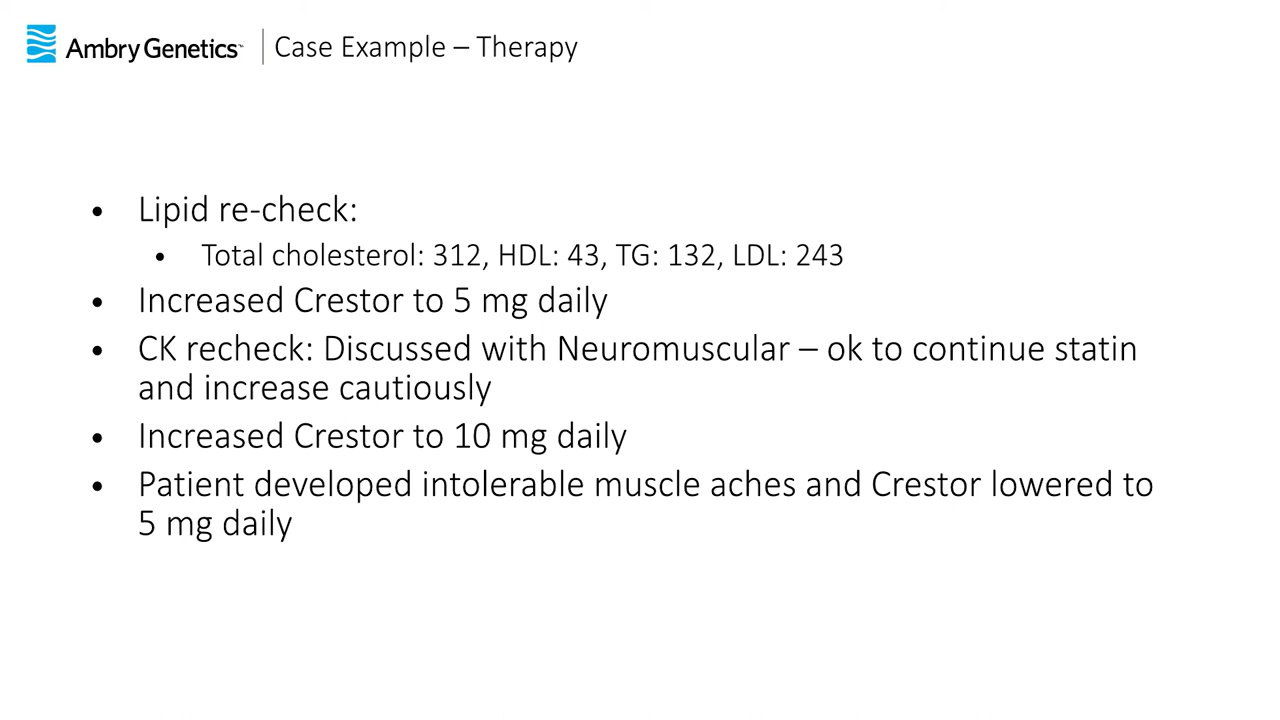 Ambry Genetics™ | Case Example – Therapy
• Lipid re-check:
• Total cholesterol: 312, HDL: 43, TG: 132, LDL: 243
• Increased Crestor to 5 mg daily
• CK recheck: Discussed with Neuromuscular – ok to continue statin
and increase cautiously
• Increased Crestor to 10 mg daily
• Patient developed intolerable muscle aches and Crestor lowered to
5 mg daily